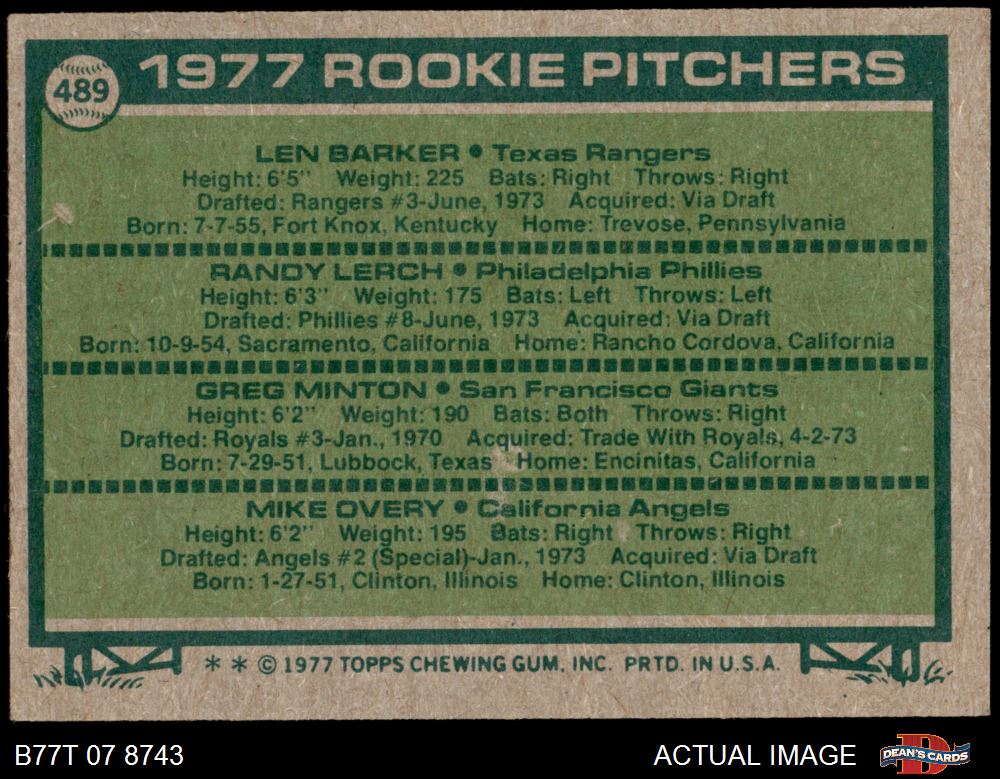 489
1977 ROOKIE PITCHERS
LEN BARKER • Texas Rangers
Height: 6'5" Weight: 225 Bats: Right Throws: Right
Drafted: Rangers #3-June, 1973 Acquired: Via Draft
Born: 7-7-55, Fort Knox, Kentucky Home: Trevose, Pennsylvania
RANDY LERCH • Philadelphia Phillies
Height: 6'3" Weight: 175 Bats: Left Throws: Left
Drafted: Phillies #8-June, 1973 Acquired: Via Draft
Born: 10-9-54, Sacramento, California Home: Rancho Cordova, California
GREG MINTON • San Francisco Giants
Height: 6'2" Weight: 190 Bats: Both Throws: Right
Drafted: Royals #3-Jan., 1970 Acquired: Trade With Royals, 4-2-73
Born: 7-29-51, Lubbock, Texas Home: Encinitas, California
MIKE OVERY • California Angels
Height: 6'2" Weight: 195 Bats: Right Throws: Right
Drafted: Angels #2 (Special)-Jan., 1973 Acquired: Via Draft
Born: 1-27-51, Clinton, Illinois Home: Clinton, Illinois
* * © 1977 TOPPS CHEWING GUM, INC. PRTD. IN U.S.A.
B77T 07 8743 ACTUAL IMAGE DEAN'S CARDS